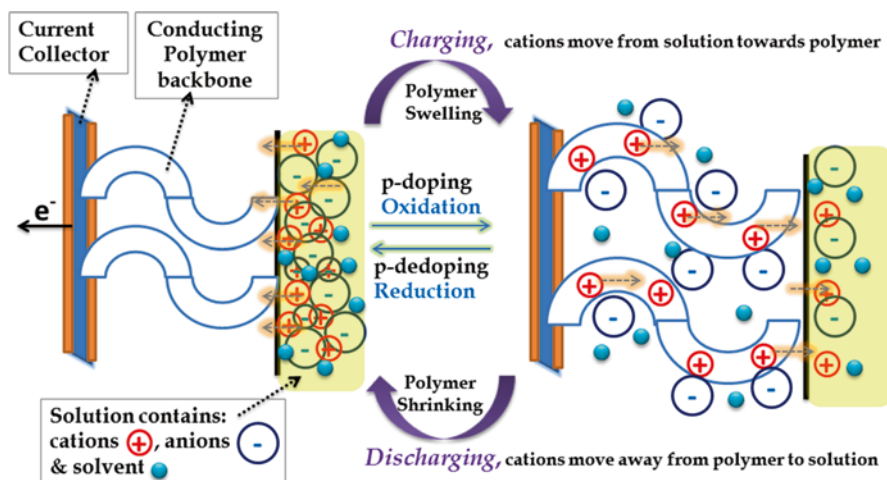 Current
Collector
Conducting
Polymer
backbone
Charging, cations move from solution towards polymer
Polymer
Swelling
e-
p-doping
Oxidation
p-dedoping
Reduction
Polymer
Shrinking
Solution contains:
cations +, anions -
& solvent
Discharging, cations move away from polymer to solution